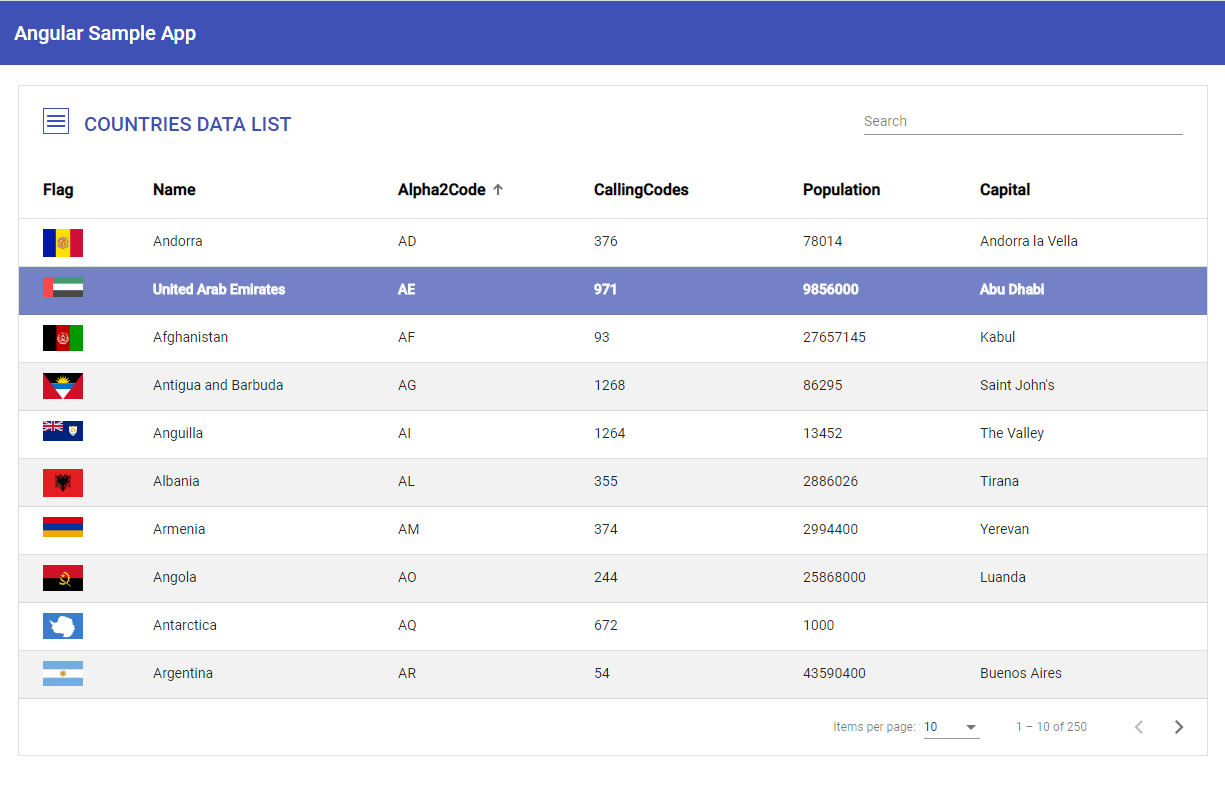 Angular Sample App
COUNTRIES DATA LIST Search
Flag Name Alpha2Code CallingCodes Population Capital
Andorra AD 376 78014 Andorra la Vella
United Arab Emirates AE 971 9856000 Abu Dhabi
Afghanistan AF 93 27657145 Kabul
Antigua and Barbuda AG 1268 86295 Saint John's
Anguilla AI 1264 13452 The Valley
Albania AL 355 2886026 Tirana
Armenia AM 374 2994400 Yerevan
Angola AO 244 25868000 Luanda
Antarctica AQ 672 1000
Argentina AR 54 43590400 Buenos Aires
Items per page: 10 1 – 10 of 250